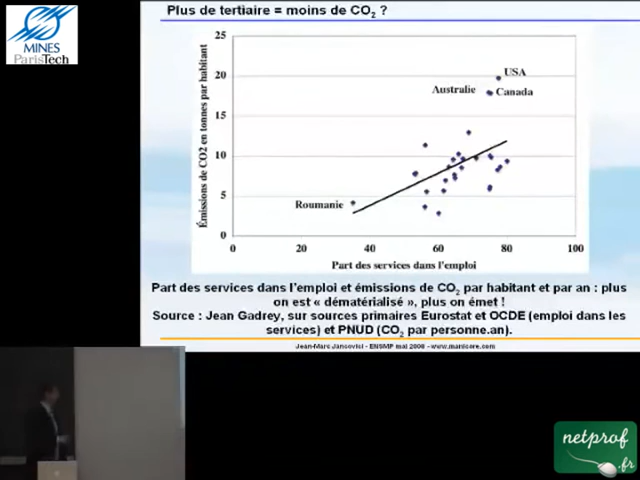 Plus de tertiaire = moins de CO2 ?
MINES
ParisTech
Émissions de CO2 en tonnes par habitant
25
20
15
10
5
0
USA
Australie
Canada
Roumanie
0
20
40
60
80
100
Part des services dans l'emploi
Part des services dans l'emploi et émissions de CO2 par habitant et par an : plus
on est « dématérialisé », plus on émet !
Source : Jean Gadrey, sur sources primaires Eurostat et OCDE (emploi dans les
services) et PNUD (CO2 par personne.an).
Jean-Marc Jancovici - ENSMP mai 2008 - www.manicore.com
netprof
.fr